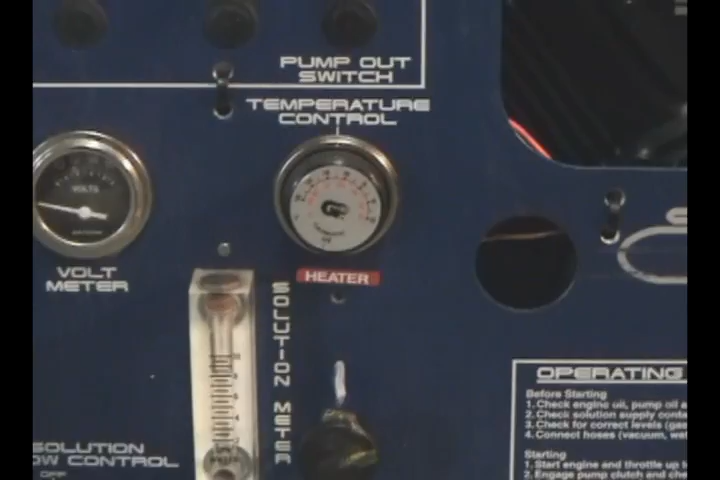 PUMP OUT
SWITCH
TEMPERATURE
CONTROL
VOLTS
VOLT
METER
HEATER
SOLUTION METER
SOLUTION
OW CONTROL
OFF
OPERATING
Before Starting
1. Check engine oil, pump oil a
2. Check solution supply conta
3. Check for correct levels (gas
4. Connect hoses (vacuum, wat
Starting
1. Start engine and throttle up t
2. Engage pump clutch and che